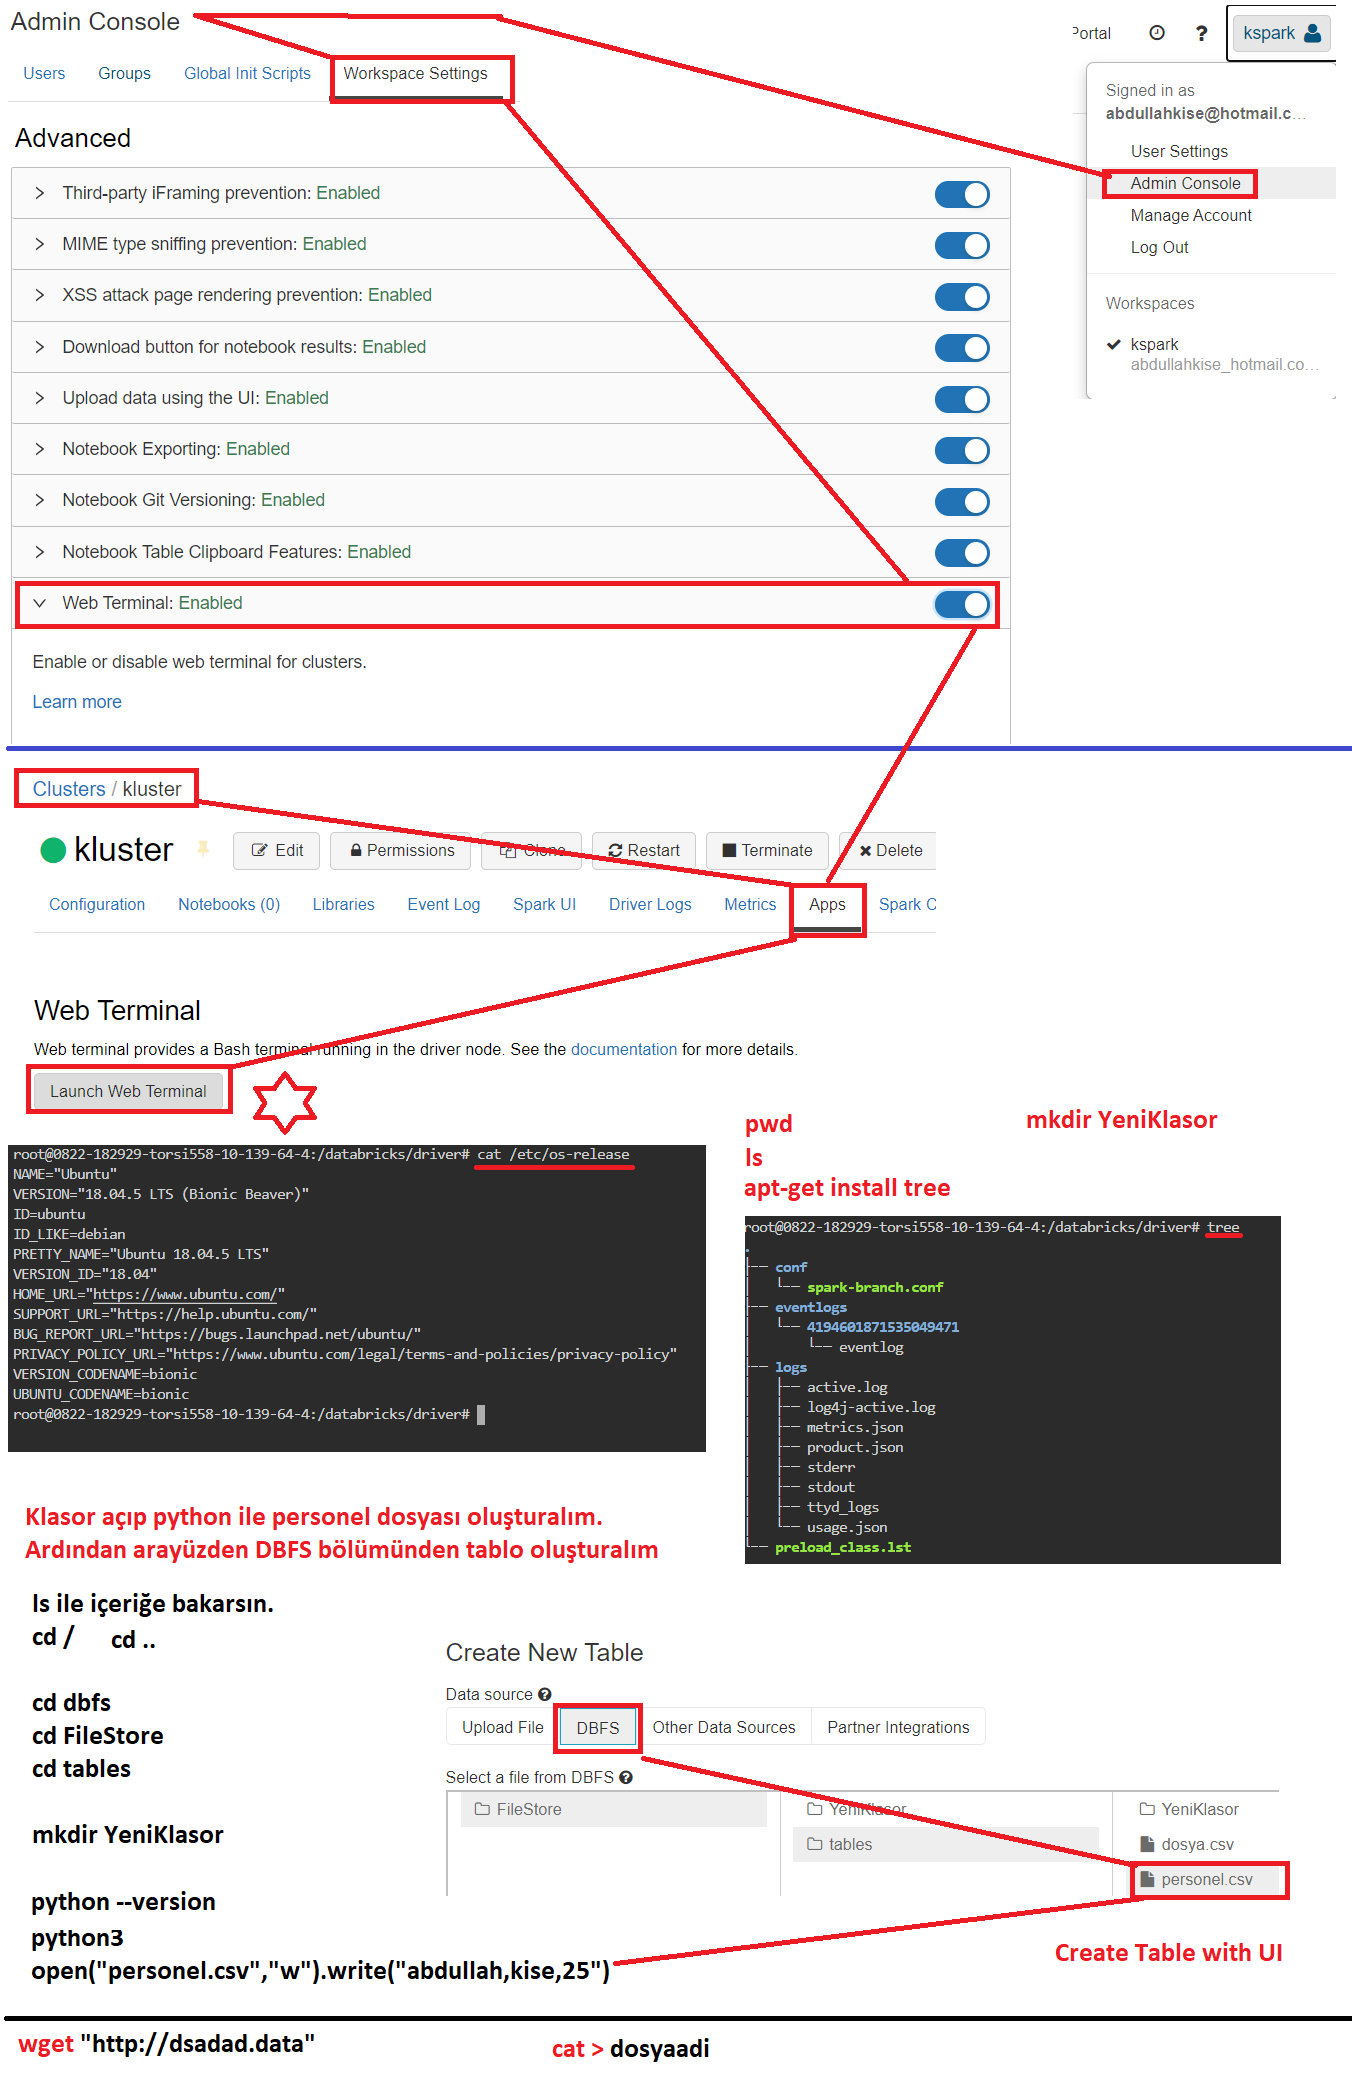 Admin Console
Users Groups Global Init Scripts Workspace Settings
Advanced
Third-party iFraming prevention: Enabled
MIME type sniffing prevention: Enabled
XSS attack page rendering prevention: Enabled
Download button for notebook results: Enabled
Upload data using the UI: Enabled
Notebook Exporting: Enabled
Notebook Git Versioning: Enabled
Notebook Table Clipboard Features: Enabled
Web Terminal: Enabled
Enable or disable web terminal for clusters.
Learn more
Portal ? kspark
Signed in as
abdullahkise@hotmail.c...
User Settings
Admin Console
Manage Account
Log Out
Workspaces
kspark
abdullahkise_hotmail.co...
Clusters / kluster
kluster Edit Permissions Clone Restart Terminate Delete
Configuration Notebooks (0) Libraries Event Log Spark UI Driver Logs Metrics Apps Spark C
Web Terminal
Web terminal provides a Bash terminal running in the driver node. See the documentation for more details.
Launch Web Terminal
root@0822-182929-torsi558-10-139-64-4:/databricks/driver# cat /etc/os-release
NAME="Ubuntu"
VERSION="18.04.5 LTS (Bionic Beaver)"
ID=ubuntu
ID_LIKE=debian
PRETTY_NAME="Ubuntu 18.04.5 LTS"
VERSION_ID="18.04"
HOME_URL="https://www.ubuntu.com/"
SUPPORT_URL="https://help.ubuntu.com/"
BUG_REPORT_URL="https://bugs.launchpad.net/ubuntu/"
PRIVACY_POLICY_URL="https://www.ubuntu.com/legal/terms-and-policies/privacy-policy"
VERSION_CODENAME=bionic
UBUNTU_CODENAME=bionic
root@0822-182929-torsi558-10-139-64-4:/databricks/driver#
pwd
ls
apt-get install tree
mkdir YeniKlasor
root@0822-182929-torsi558-10-139-64-4:/databricks/driver# tree
.
├── conf
│   └── spark-branch.conf
├── eventlogs
│   └── 4194601871535049471
│       └── eventlog
├── logs
│   ├── active.log
│   ├── log4j-active.log
│   ├── metrics.json
│   ├── product.json
│   ├── stderr
│   ├── stdout
│   ├── ttyd_logs
│   └── usage.json
└── preload_class.lst
Klasor açıp python ile personel dosyası oluşturalım.
Ardından arayüzden DBFS bölümünden tablo oluşturalım
ls ile içeriğe bakarsın.
cd / cd ..
cd dbfs
cd FileStore
cd tables
mkdir YeniKlasor
python --version
python3
open("personel.csv","w").write("abdullah,kise,25")
Create New Table
Data source
Upload File DBFS Other Data Sources Partner Integrations
Select a file from DBFS
FileStore YeniKlasor YeniKlasor
tables dosya.csv
personel.csv
Create Table with UI
wget "http://dsadad.data"
cat > dosyaadi